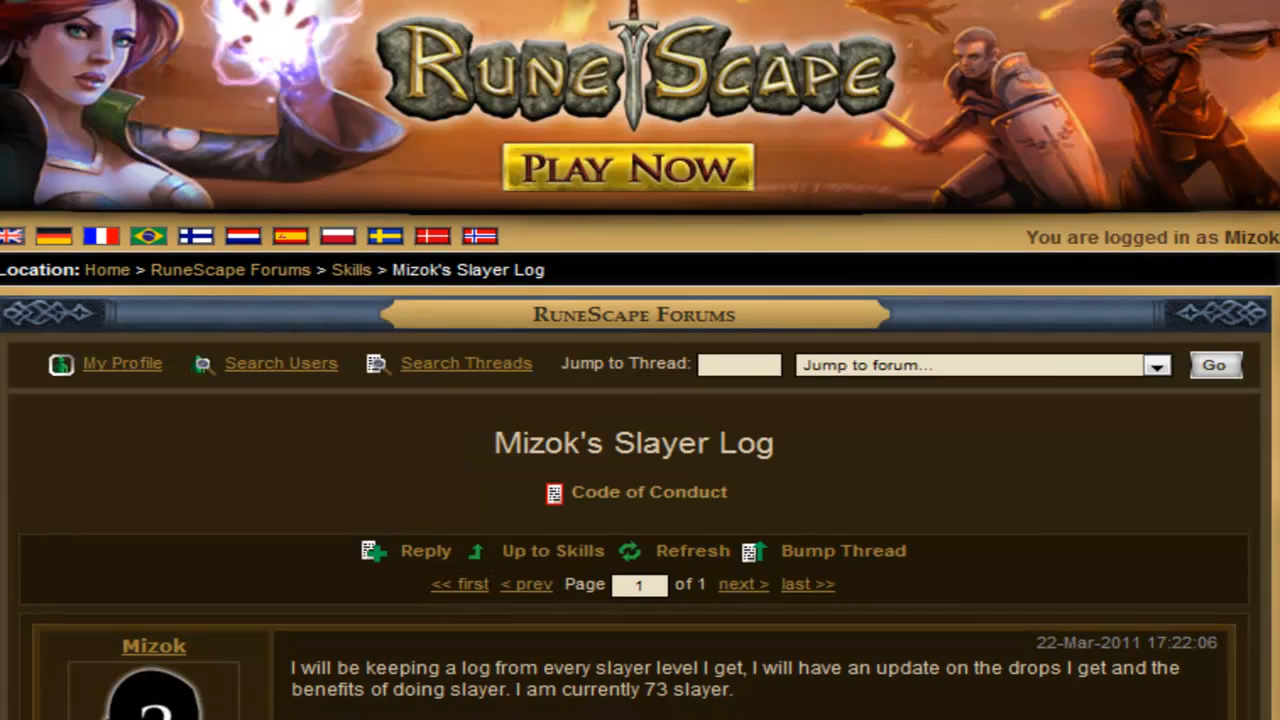 RUNESCAPE
PLAY NOW
You are logged in as Mizok
Location: Home > RuneScape Forums > Skills > Mizok's Slayer Log
RUNESCAPE FORUMS
My Profile Search Users Search Threads Jump to Thread: Jump to forum... Go
Mizok's Slayer Log
Code of Conduct
Reply Up to Skills Refresh Bump Thread
<< first < prev Page 1 of 1 next > last >>
Mizok
22-Mar-2011 17:22:06
I will be keeping a log from every slayer level I get, I will have an update on the drops I get and the
benefits of doing slayer. I am currently 73 slayer.
?